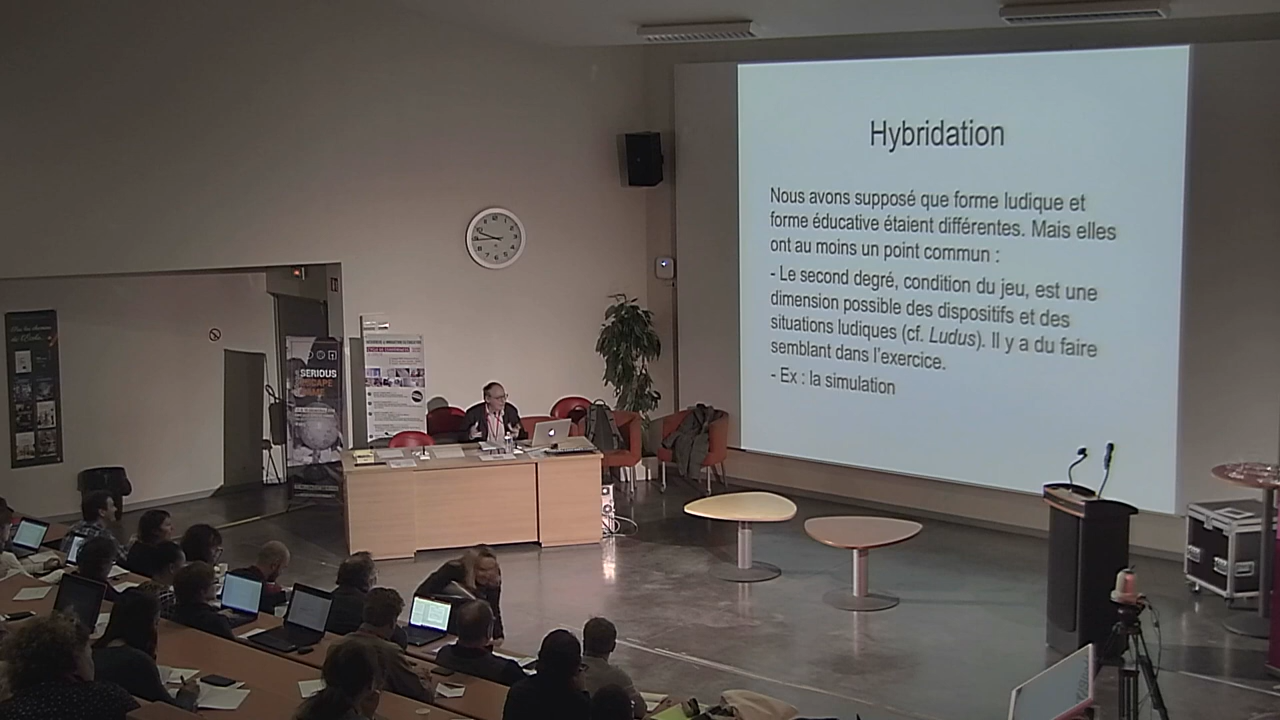 Hybridation
Nous avons supposé que forme ludique et
forme éducative étaient différentes. Mais elles
ont au moins un point commun :
- Le second degré, condition du jeu, est une
dimension possible des dispositifs et des
situations ludiques (cf. Ludus). Il y a du faire
semblant dans l'exercice.
- Ex : la simulation
SERIOUS
ESCAPE
GAME